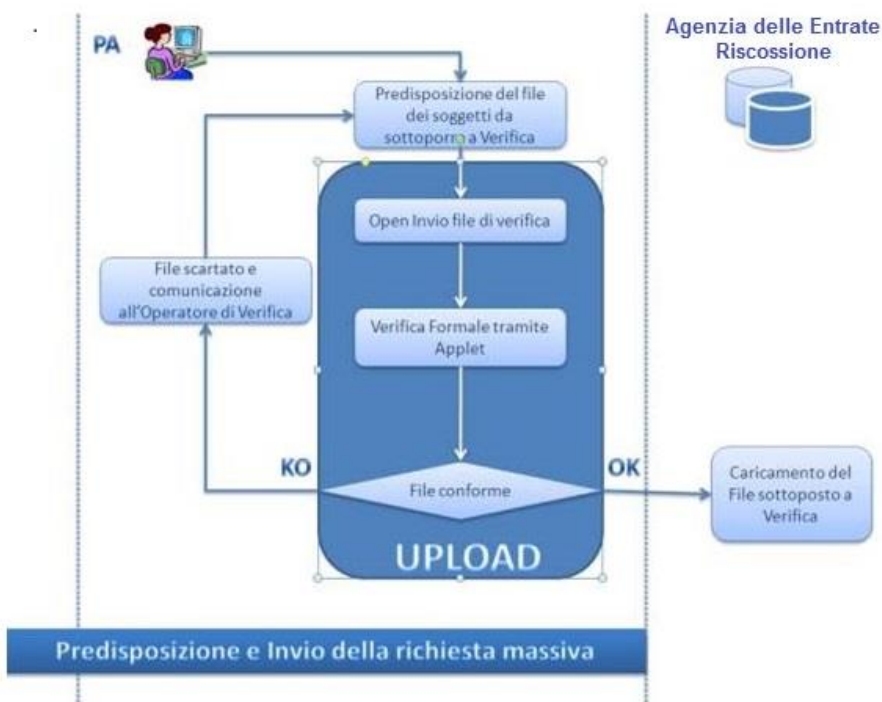 .
PA
Agenzia delle Entrate
Riscossione
Predisposizione del file
dei soggetti da
sottoporre a Verifica
Open Invio file di verifica
File scartato e
comunicazione
all'Operatore di Verifica
Verifica Formale tramite
Applet
KO
OK
File conforme
Caricamento del
File sottoposto a
Verifica
UPLOAD
Predisposizione e Invio della richiesta massiva